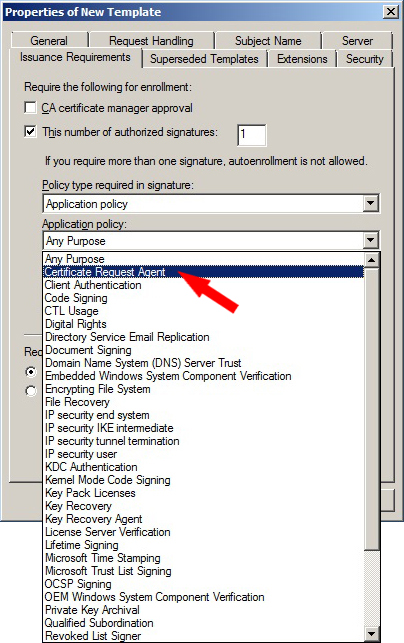 Properties of New Template
General Request Handling Subject Name Server
Issuance Requirements Superseded Templates Extensions Security
Require the following for enrollment:
CA certificate manager approval
This number of authorized signatures: 1
If you require more than one signature, autoenrollment is not allowed.
Policy type required in signature:
Application policy
Application policy:
Any Purpose
Any Purpose
Certificate Request Agent
Client Authentication
Code Signing
CTL Usage
Digital Rights
Directory Service Email Replication
Document Signing
Domain Name System (DNS) Server Trust
Embedded Windows System Component Verification
Encrypting File System
File Recovery
IP security end system
IP security IKE intermediate
IP security tunnel termination
IP security user
KDC Authentication
Kernel Mode Code Signing
Key Pack Licenses
Key Recovery
Key Recovery Agent
License Server Verification
Lifetime Signing
Microsoft Time Stamping
Microsoft Trust List Signing
OCSP Signing
OEM Windows System Component Verification
Private Key Archival
Qualified Subordination
Revoked List Signer